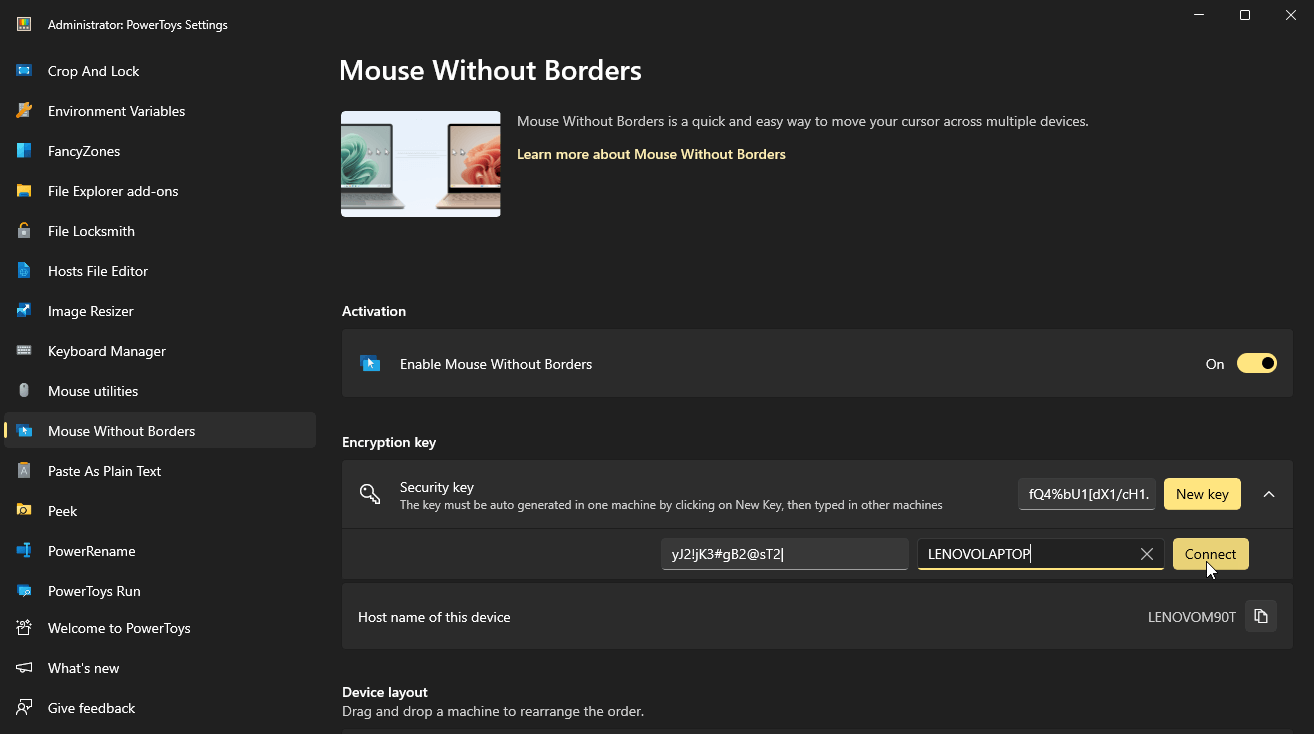 Administrator: PowerToys Settings
Crop And Lock
Environment Variables
FancyZones
File Explorer add-ons
File Locksmith
Hosts File Editor
Image Resizer
Keyboard Manager
Mouse utilities
Mouse Without Borders
Paste As Plain Text
Peek
PowerRename
PowerToys Run
Welcome to PowerToys
What's new
Give feedback
Mouse Without Borders
Mouse Without Borders is a quick and easy way to move your cursor across multiple devices.
Learn more about Mouse Without Borders
Activation
Enable Mouse Without Borders On
Encryption key
Security key
The key must be auto generated in one machine by clicking on New Key, then typed in other machines
fQ4%bU1[dX1/cH1. New key
yJ2!jK3#gB2@sT2| LENOVOLAPTOP Connect
Host name of this device LENOVOM90T
Device layout
Drag and drop a machine to rearrange the order.